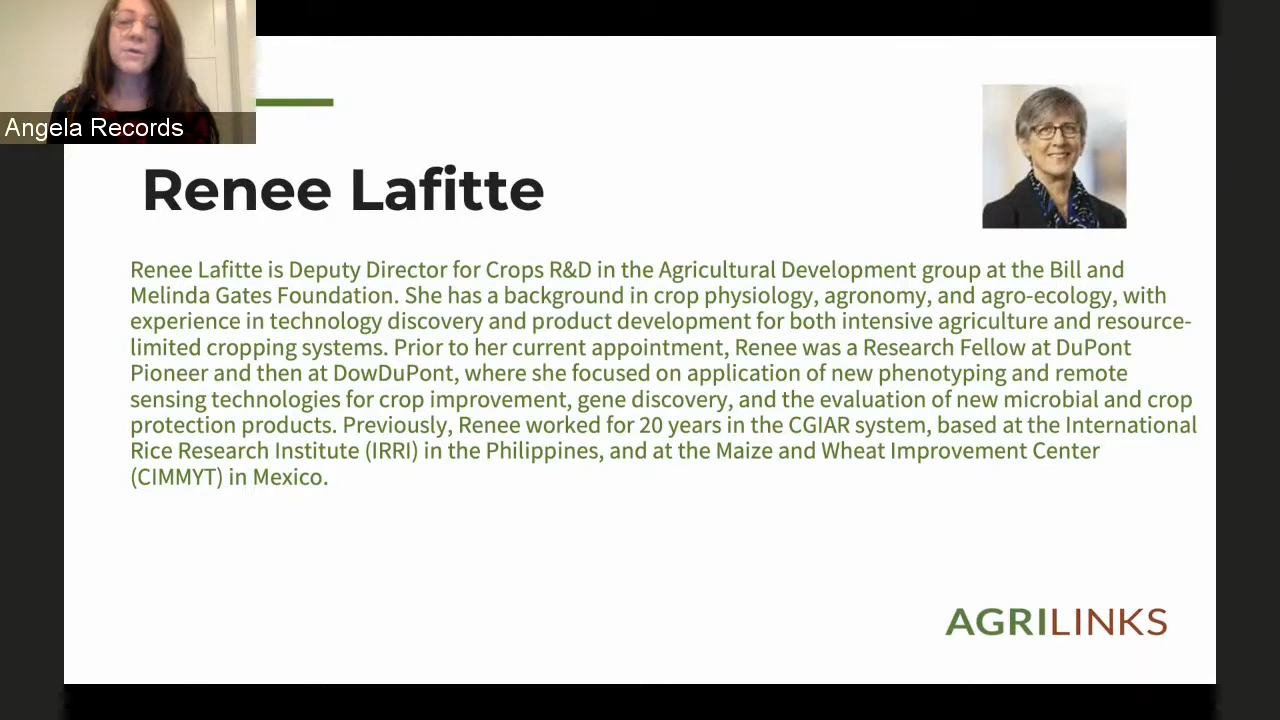 Angela Records
Renee Lafitte
Renee Lafitte is Deputy Director for Crops R&D in the Agricultural Development group at the Bill and
Melinda Gates Foundation. She has a background in crop physiology, agronomy, and agro-ecology, with
experience in technology discovery and product development for both intensive agriculture and resource-
limited cropping systems. Prior to her current appointment, Renee was a Research Fellow at DuPont
Pioneer and then at DowDuPont, where she focused on application of new phenotyping and remote
sensing technologies for crop improvement, gene discovery, and the evaluation of new microbial and crop
protection products. Previously, Renee worked for 20 years in the CGIAR system, based at the International
Rice Research Institute (IRRI) in the Philippines, and at the Maize and Wheat Improvement Center
(CIMMYT) in Mexico.
AGRILINKS